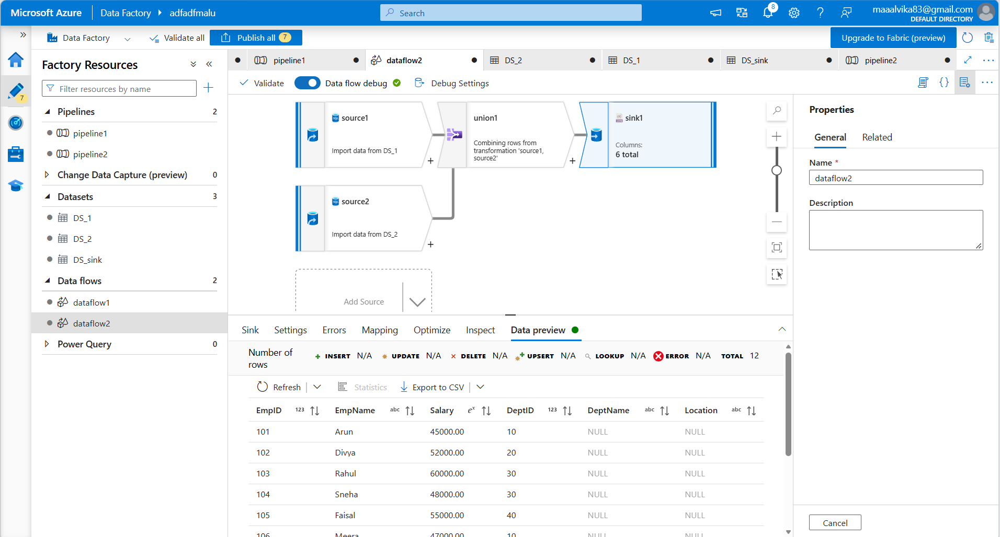 Microsoft Azure
Data Factory
adfadfmalu
Search
8
maaalvika83@gmail.com
DEFAULT DIRECTORY
Data Factory
Validate all
Publish all 7
Upgrade to Fabric (preview)
7
Factory Resources
Filter resources by name
Pipelines 2
pipeline1
pipeline2
Change Data Capture (preview) 0
Datasets 3
DS_1
DS_2
DS_sink
Data flows 2
dataflow1
dataflow2
Power Query 0
pipeline1
dataflow2
DS_2
DS_1
DS_sink
pipeline2
Validate
Data flow debug
Debug Settings
source1
Import data from DS_1
union1
Combining rows from
transformation 'source1,
source2'
sink1
Columns:
6 total
source2
Import data from DS_2
Add Source
Sink Settings Errors Mapping Optimize Inspect Data preview
Number of
rows
INSERT N/A UPDATE N/A DELETE N/A UPSERT N/A LOOKUP N/A ERROR N/A TOTAL 12
Refresh Statistics Export to CSV
EmpID 123 EmpName abc Salary eˣ DeptID 123 DeptName abc Location abc
101 Arun 45000.00 10 NULL NULL
102 Divya 52000.00 20 NULL NULL
103 Rahul 60000.00 30 NULL NULL
104 Sneha 48000.00 30 NULL NULL
105 Faisal 55000.00 40 NULL NULL
106 Meera 47000.00 10 NULL NULL
Properties
General Related
Name *
dataflow2
Description
Cancel